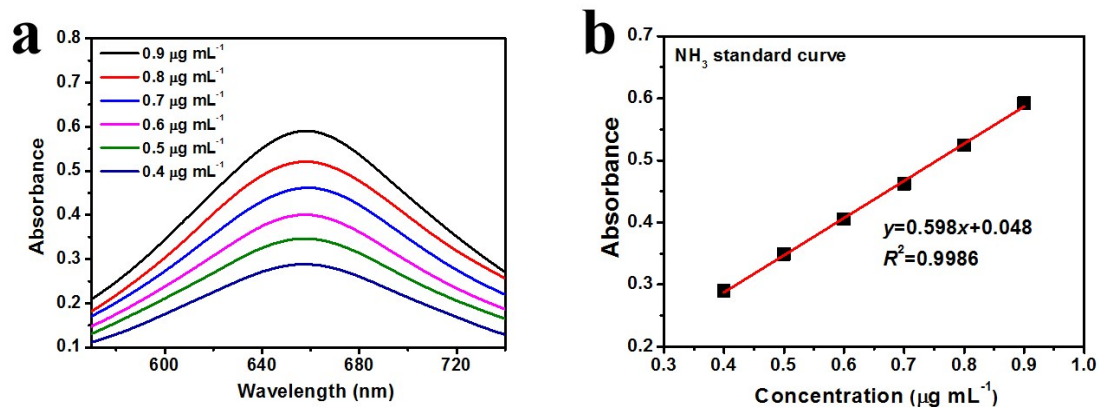 a
0.9 μg mL⁻¹
0.8 μg mL⁻¹
0.7 μg mL⁻¹
0.6 μg mL⁻¹
0.5 μg mL⁻¹
0.4 μg mL⁻¹
Absorbance
0.8
0.7
0.6
0.5
0.4
0.3
0.2
0.1
600 640 680 720
Wavelength (nm)
b
NH₃ standard curve
y=0.598x+0.048
R²=0.9986
Absorbance
0.7
0.6
0.5
0.4
0.3
0.2
0.3 0.4 0.5 0.6 0.7 0.8 0.9 1.0
Concentration (μg mL⁻¹)